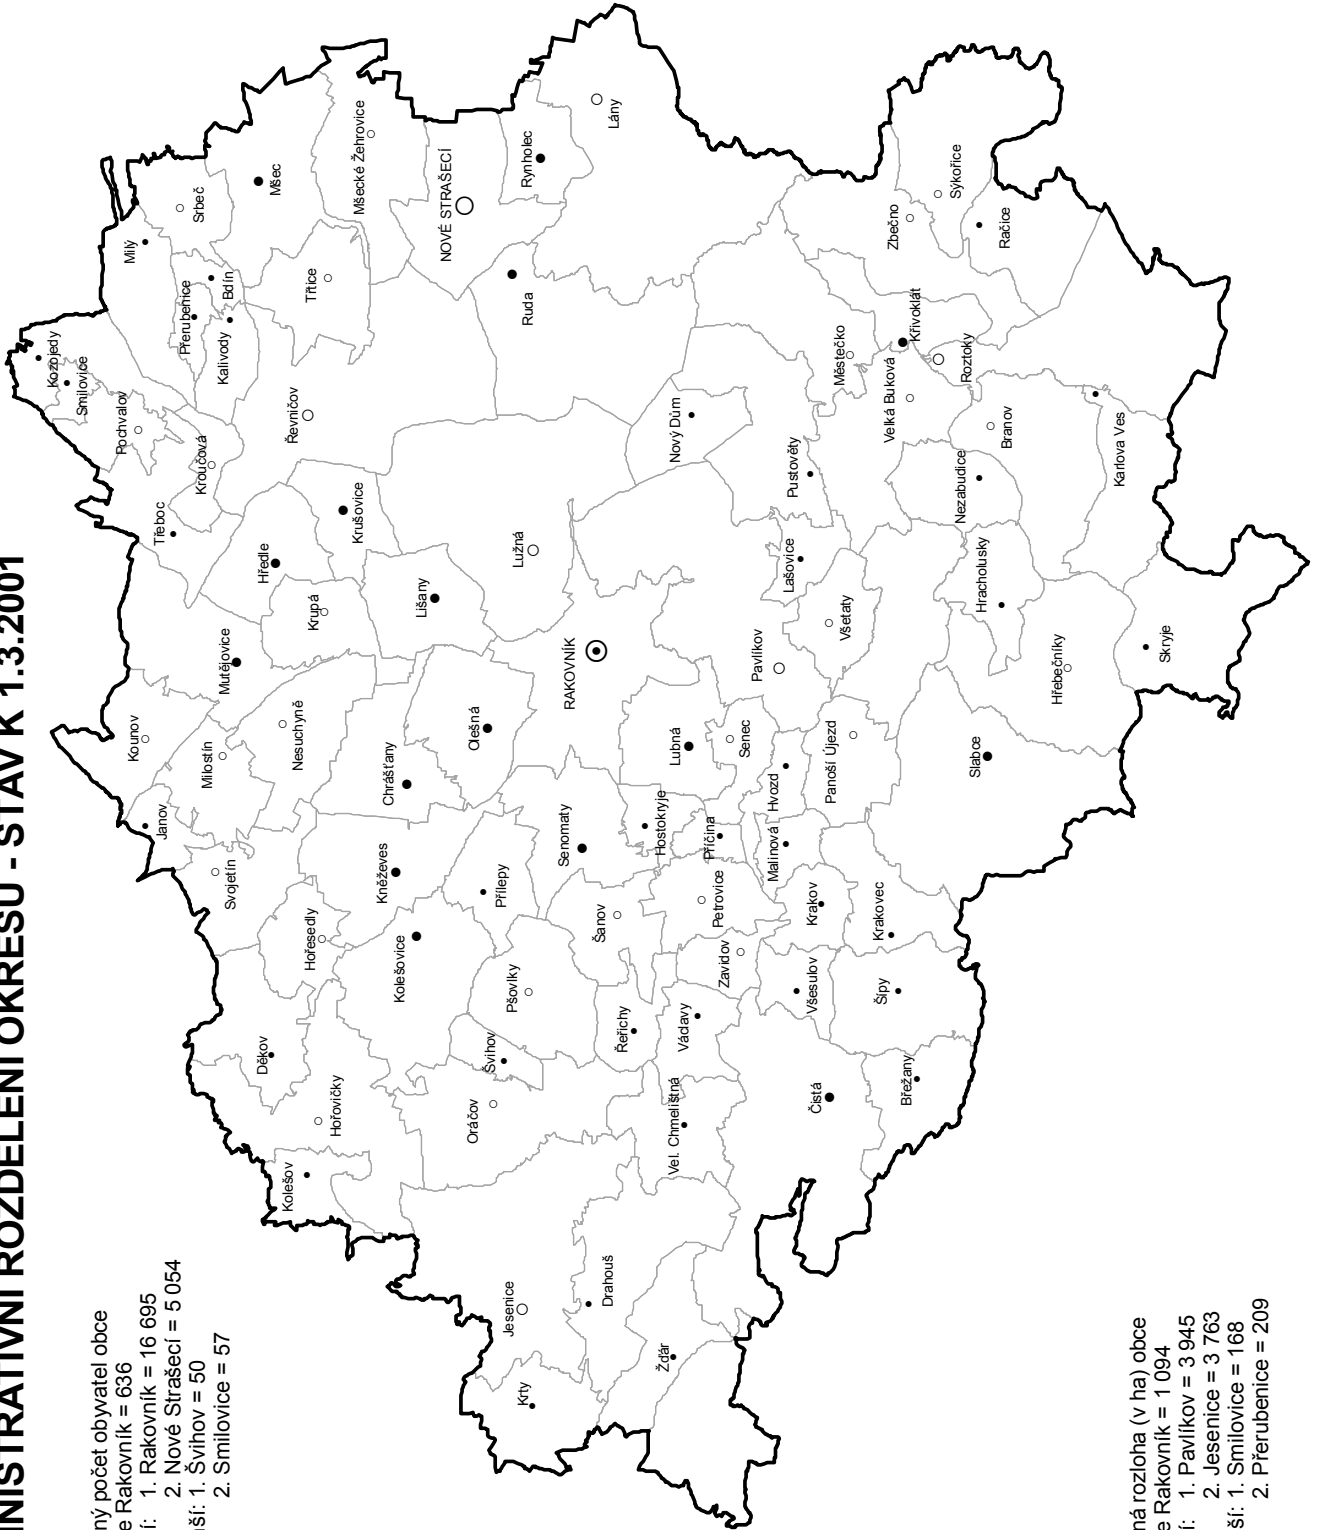 NISTRATIVNÍ ROZDĚLENÍ OKRESU - STAV K 1.3.2001
ný počet obyvatel obce
e Rakovník = 636
í: 1. Rakovník = 16 695
2. Nové Strašecí = 5 054
ší: 1. Švihov = 50
2. Smilovice = 57
Kozojedy
Smilovice
Pochvalov
Milý
Srbeč
Kounov
Třeboc
Janov
Přerubenice
Kroučová
Milostín
Mutějovice
Kalivody
Bdín
Svojetín
Mšec
Děkov
Hředle
Kolešov
Nesuchyně
Řevničov
Hořesedly
Krupá
Třtice
Hořovičky
Krušovice
Mšecké Žehrovice
Kněževes
Chrášťany
Kolešovice
Lišany
NOVÉ STRAŠECÍ
Oráčov
Olešná
Švihov
Přílepy
Jesenice
Pšovlky
Lužná
Krty
Rynholec
Ruda
Senomaty
RAKOVNÍK
Drahouš
Šanov
Lány
Řeřichy
Hostokryje
Žďár
Vel. Chmelištná
Lubná
Nový Dům
Václavy
Příčina
Petrovice
Zavidov
Senec
Pavlíkov
Malinová
Hvozd
Lašovice
Pustověty
Všesulov
Krakov
Čistá
Panoší Újezd
Všetaty
Městečko
Šípy
Krakovec
Velká Buková
Zbečno
Břežany
Křivoklát
Sýkořice
Roztoky
Slabce
Hracholusky
Nezabudice
Branov
Račice
Hřebečníky
Karlova Ves
Skryje
ná rozloha (v ha) obce
e Rakovník = 1 094
í: 1. Pavlíkov = 3 945
2. Jesenice = 3 763
ší: 1. Smilovice = 168
2. Přerubenice = 209